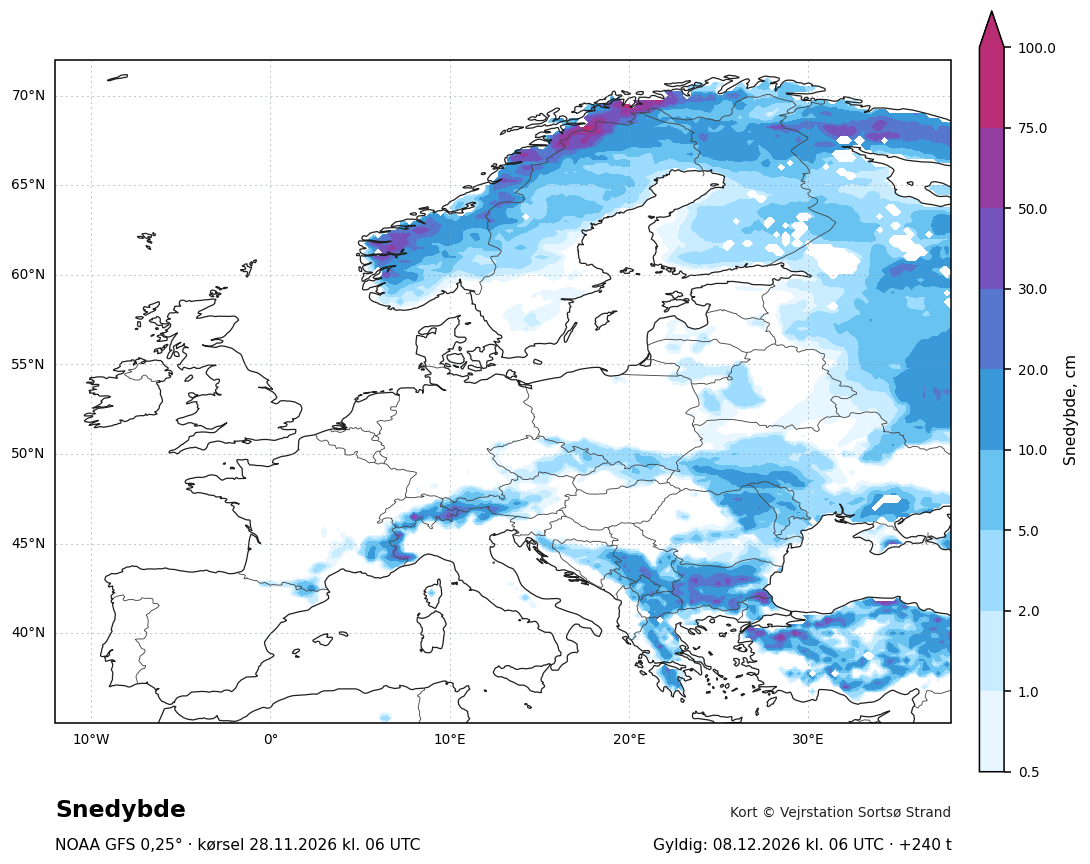 100.0
75.0
50.0
30.0
20.0
10.0
5.0
2.0
1.0
0.5
Snedybde, cm
70°N
65°N
60°N
55°N
50°N
45°N
40°N
10°W
0°
10°E
20°E
30°E
Snedybde
Kort © Vejrstation Sortsø Strand
NOAA GFS 0,25° · kørsel 28.11.2026 kl. 06 UTC
Gyldig: 08.12.2026 kl. 06 UTC · +240 t